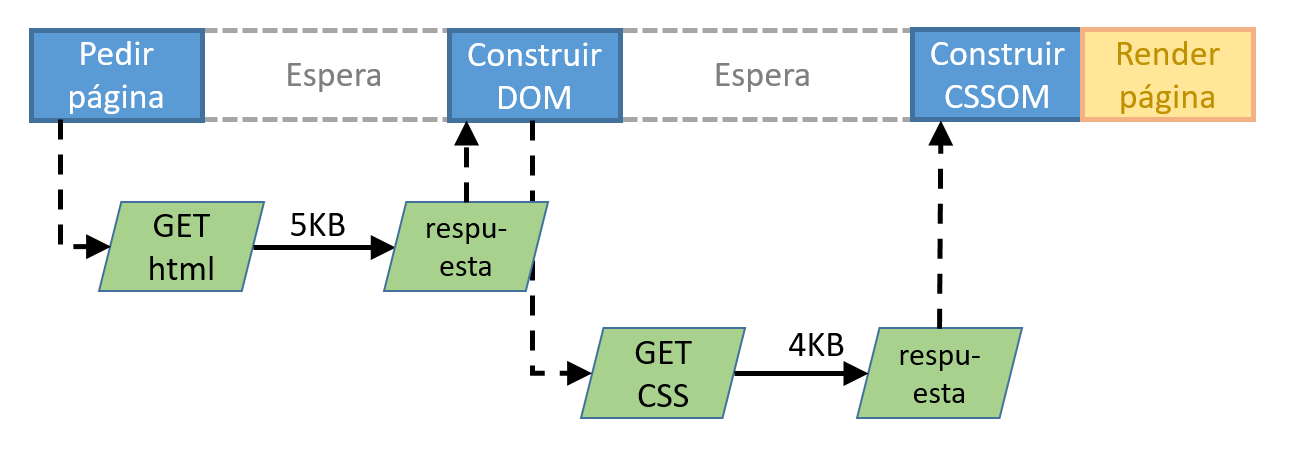 Pedir
página
Espera
Construir
DOM
Espera
Construir
CSSOM
Render
página
GET
html
5KB
respu-
esta
GET
CSS
4KB
respu-
esta